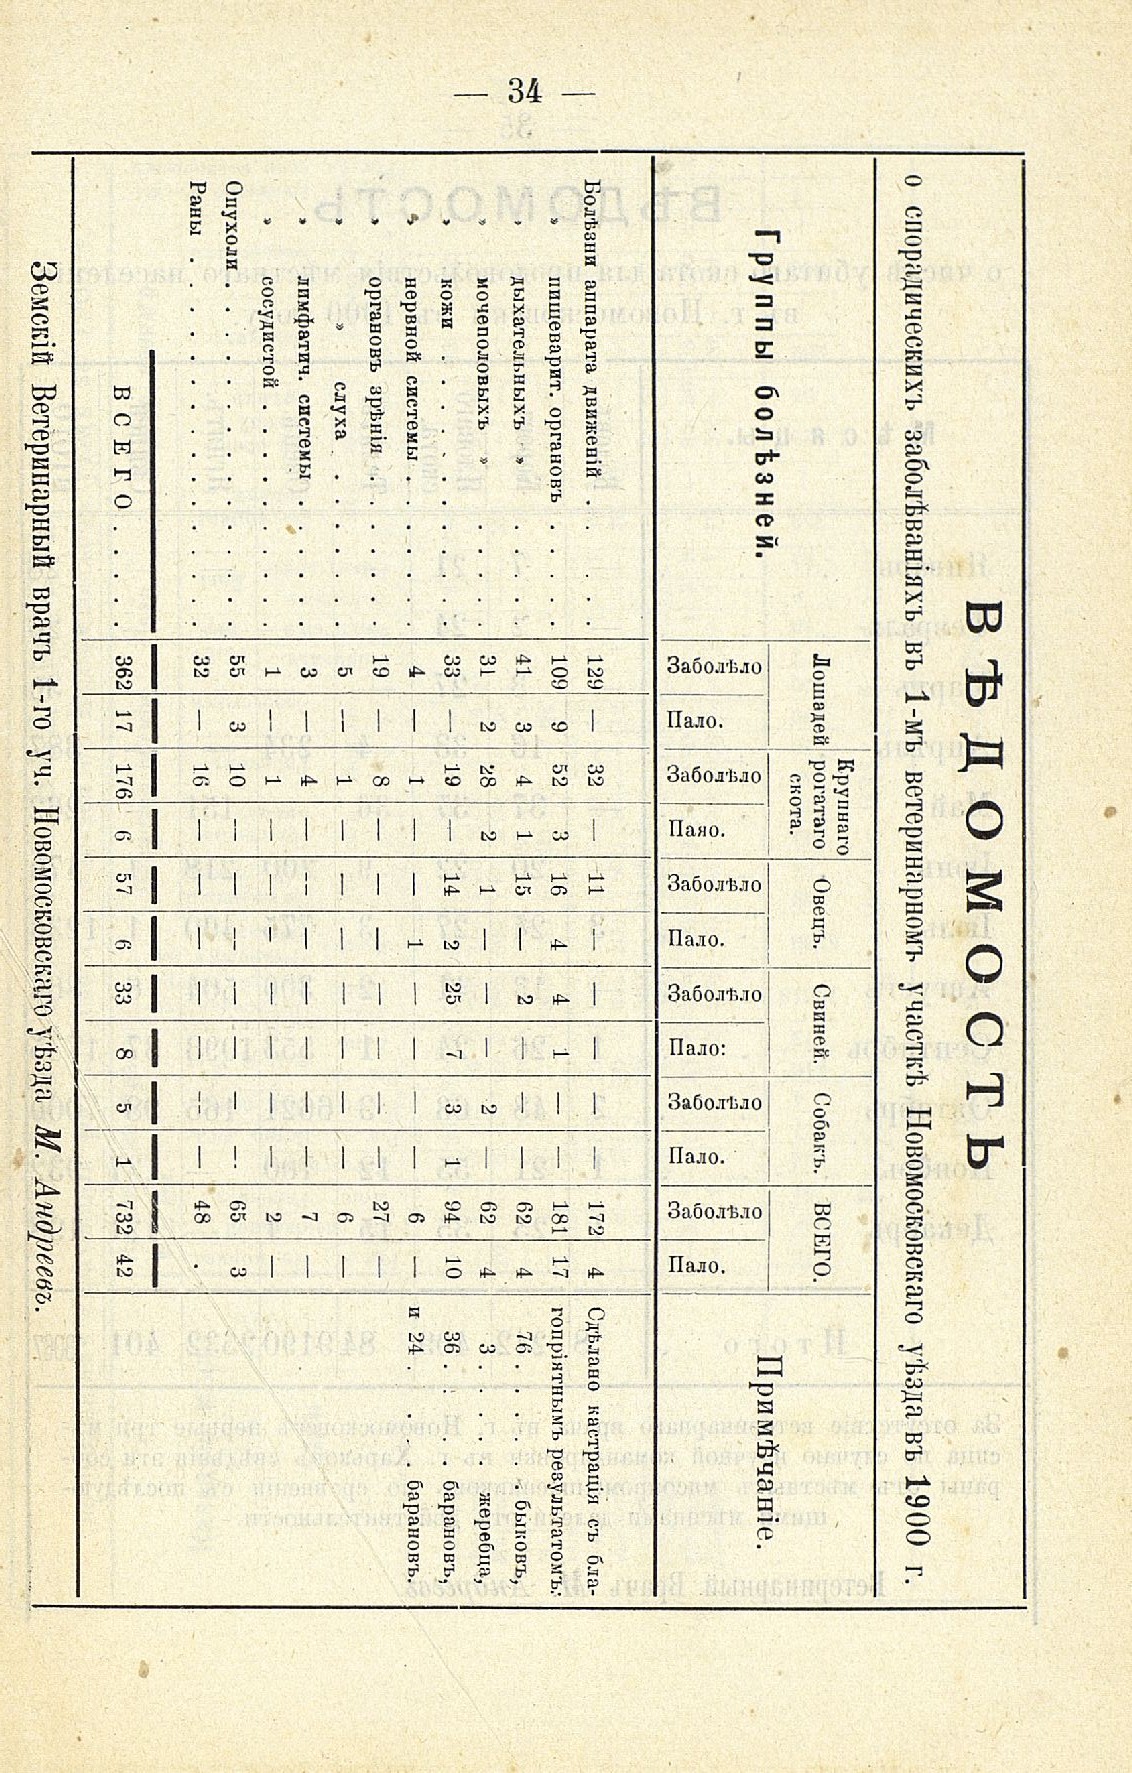 — 34 —
ВѢДОМОСТЬ
о спорадическихъ заболѣваніяхъ въ 1-мъ ветеринарномъ участкѣ Новомосковскаго уѣзда въ 1900 г.
Группы болѣзней. Лошадей Крупнаго рогатаго скота. Овецъ. Свиней. Собакъ. ВСЕГО. Примѣчаніе.
Заболѣло Пало. Заболѣло Паяо. Заболѣло Пало. Заболѣло Пало: Заболѣло Пало. Заболѣло Пало.
Болѣзни аппарата движеній . . . 129 — 32 — 11 — — — 2 — 172 4 Сдѣлано кастрація съ бла-
» пищеварит. органовъ . . . 109 9 52 3 16 4 4 1 — — 181 17 гопріятнымъ результатомъ:
» дыхательныхъ » . . . 41 3 4 1 15 — 2 — — — 62 4 76 . . . быковъ,
» мочеполовыхъ » . . . 31 2 28 2 1 — — — 2 — 62 4 3 . . . жеребца,
» кожи . . . . . . 33 — 19 — 14 2 25 7 3 1 94 10 36 . . . барановъ,
» нервной системы . . . . 4 — 1 — — 1 — — — — 6 — и 24 . . . барановъ.
» органовъ зрѣнія . . . . 19 — 8 — — — — — — — 27 —
» » слуха . . . . . 5 — 1 — — — — — — — 6 —
» лимфатич. системы . . . . 3 — 4 — — — — — — — 7 —
» сосудистой . . . . . . 1 — 1 — — — — — — — 2 —
Опухоли . . . . . . . . 55 3 10 — — — — — — — 65 3
Раны . . . . . . . . . 32 — 16 — — — — — — — 48 .
ВСЕГО . . . . 362 17 176 6 57 6 33 8 5 1 732 42
Земскій Ветеринарный врачъ 1-го уч. Новомосковскаго уѣзда М. Андреевъ.